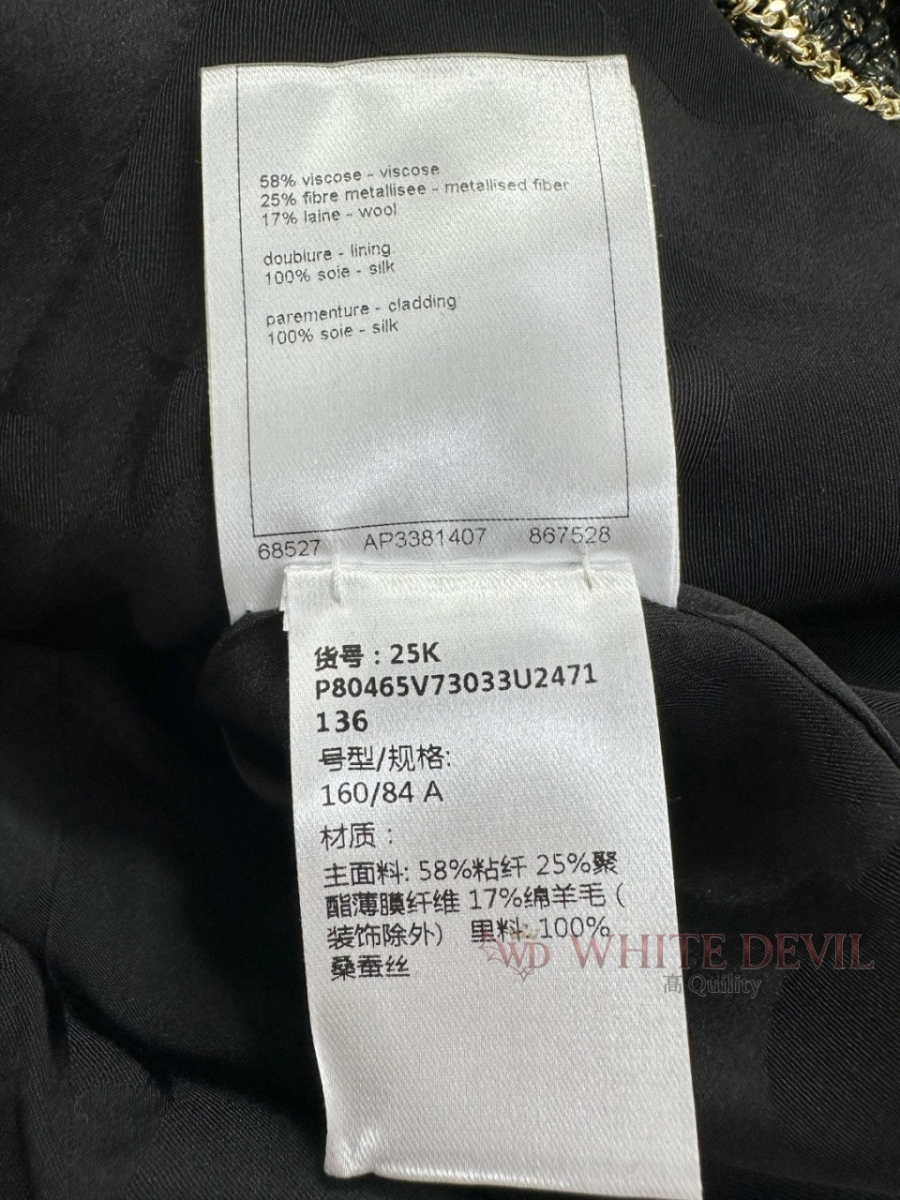 58% viscose - viscose
25% fibre metallisee - metallised fiber
17% laine - wool
doublure - lining
100% soie - silk
parementure - cladding
100% soie - silk
68527 AP3381407 867528
货号：25K
P80465V73033U2471
136
号型/规格:
160/84 A
材质：
主面料: 58%粘纤 25%聚
酯薄膜纤维 17%绵羊毛（
装饰除外） 里料: 100%
桑蚕丝
WD WHITE DEVIL
高 Quility